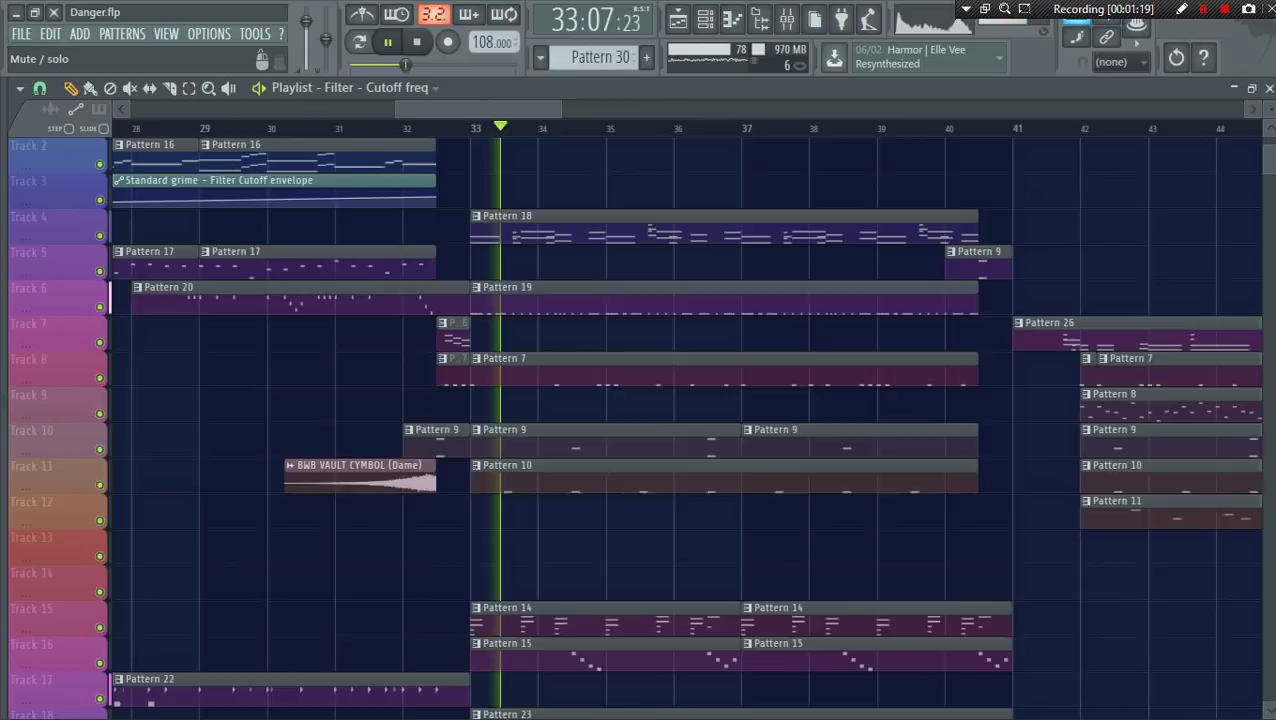 Danger.flp
FILE EDIT ADD PATTERNS VIEW OPTIONS TOOLS ?
Mute / solo
3.2.
108.000
33:07:23
B:S:T
Pattern 30
78
970 MB
6
06/02 Harmor | Elle Vee
Resynthesized
Recording [00:01:19]
(none)
?
Playlist - Filter - Cutoff freq
STEP SLIDE
28 29 30 31 32 33 34 35 36 37 38 39 40 41 42 43 44
Track 2
Pattern 16 Pattern 16
Track 3
Standard grime - Filter Cutoff envelope
Track 4
Pattern 18
Track 5
Pattern 17 Pattern 17 Pattern 9
Track 6
Pattern 20 Pattern 19
Track 7
P..6 Pattern 26
Track 8
P..7 Pattern 7 Pattern 7
Track 9
Pattern 8
Track 10
Pattern 9 Pattern 9 Pattern 9 Pattern 9
Track 11
BWB VAULT CYMBOL (Dame) Pattern 10 Pattern 10
Track 12
Pattern 11
Track 13
Track 14
Track 15
Pattern 14 Pattern 14
Track 16
Pattern 15 Pattern 15
Track 17
Pattern 22
Track 18
Pattern 23